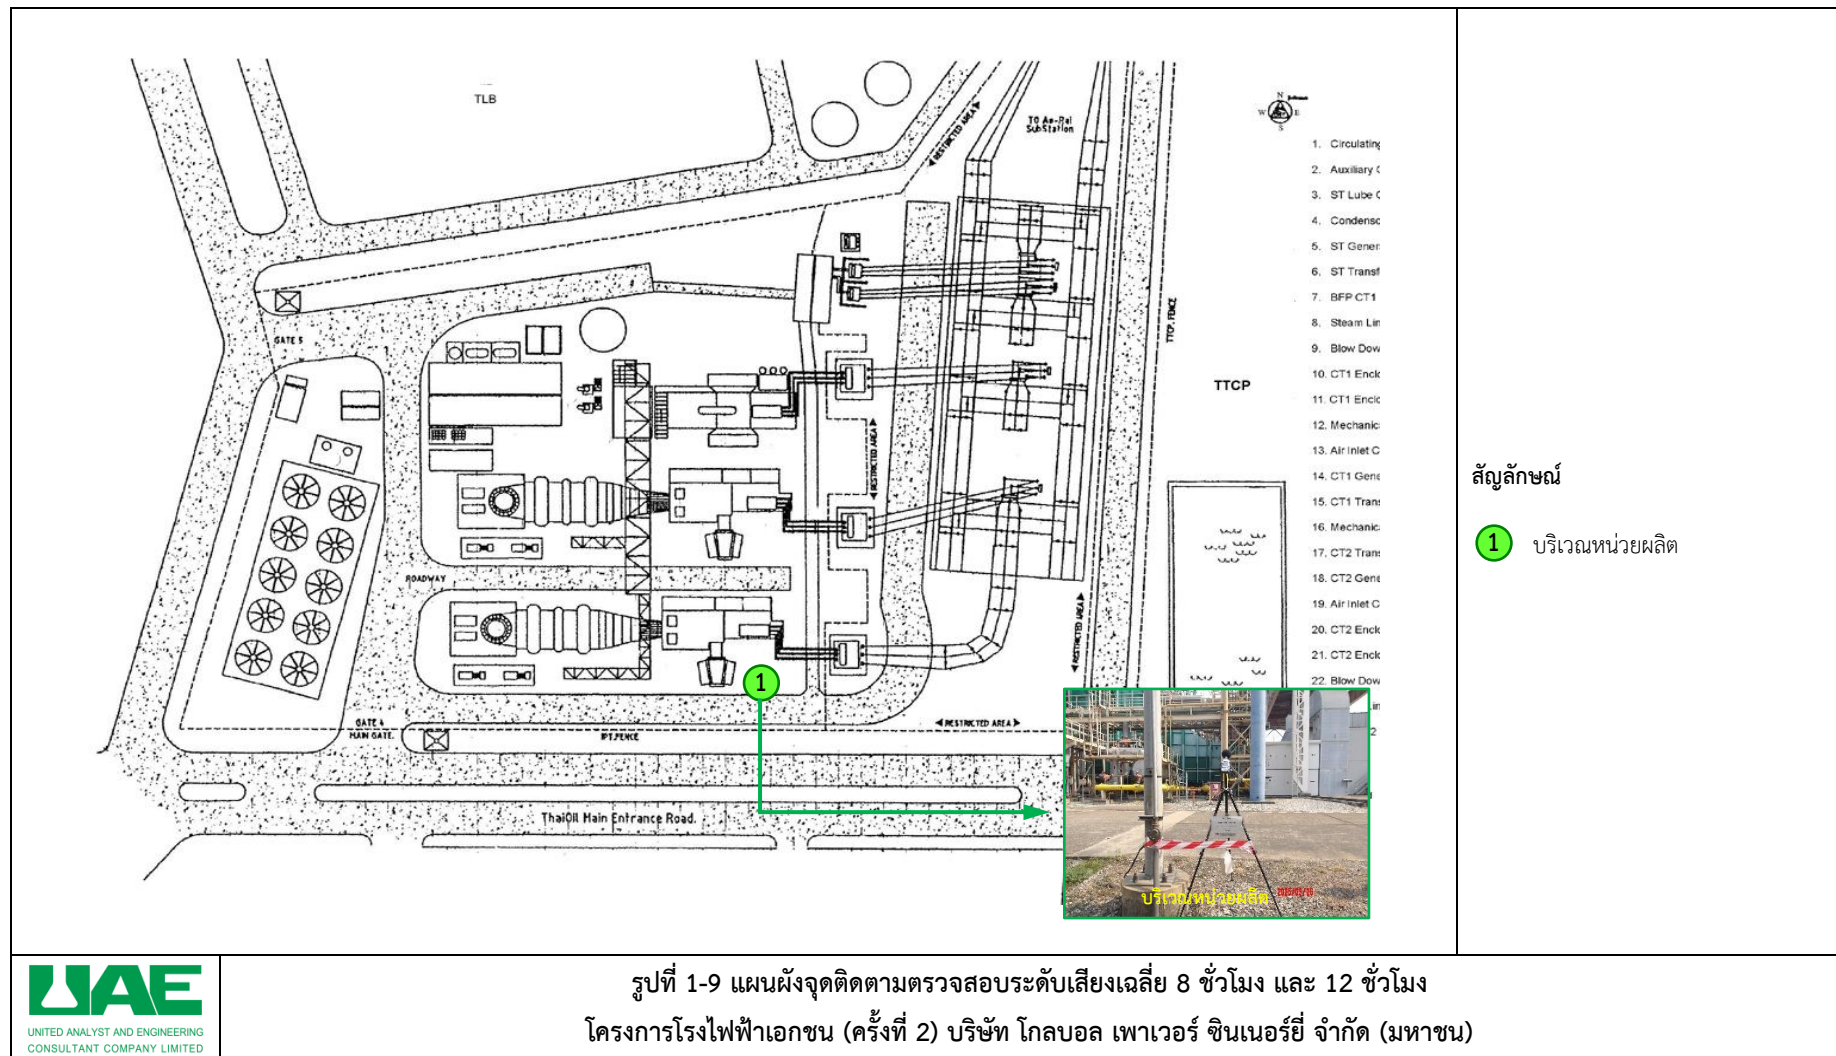 TLB
TO Ao-Pai
SubStation
◀RESTRICTED AREA▶
N
W
E
S
1. Circulating
2. Auxiliary C
3. ST Lube C
4. Condensc
5. ST Gener
6. ST Transf
7. BFP CT1
8. Steam Lin
9. Blow Dow
10. CT1 Enck
11. CT1 Enclc
12. Mechanic
13. Air Inlet C
14. CT1 Gene
15. CT1 Trans
16. Mechanic
17. CT2 Trans
18. CT2 Gene
19. Air Inlet C
20. CT2 Enck
21. CT2 Enck
22. Blow Dow
TTCP. FENCE
TTCP
GATE 5
◀RESTRICTED AREA▶
ROADWAY
◀RESTRICTED AREA▶
1
GATE 4
MAIN GATE.
IPT.FENCE
◀RESTRICTED AREA▶
ThaiOil Main Entrance Road.
บริเวณหน่วยผลิต
2025/03/26
สัญลักษณ์
1 บริเวณหน่วยผลิต
UAE
UNITED ANALYST AND ENGINEERING
CONSULTANT COMPANY LIMITED
รูปที่ 1-9 แผนผังจุดติดตามตรวจสอบระดับเสียงเฉลี่ย 8 ชั่วโมง และ 12 ชั่วโมง
โครงการโรงไฟฟ้าเอกชน (ครั้งที่ 2) บริษัท โกลบอล เพาเวอร์ ซินเนอร์ยี่ จำกัด (มหาชน)